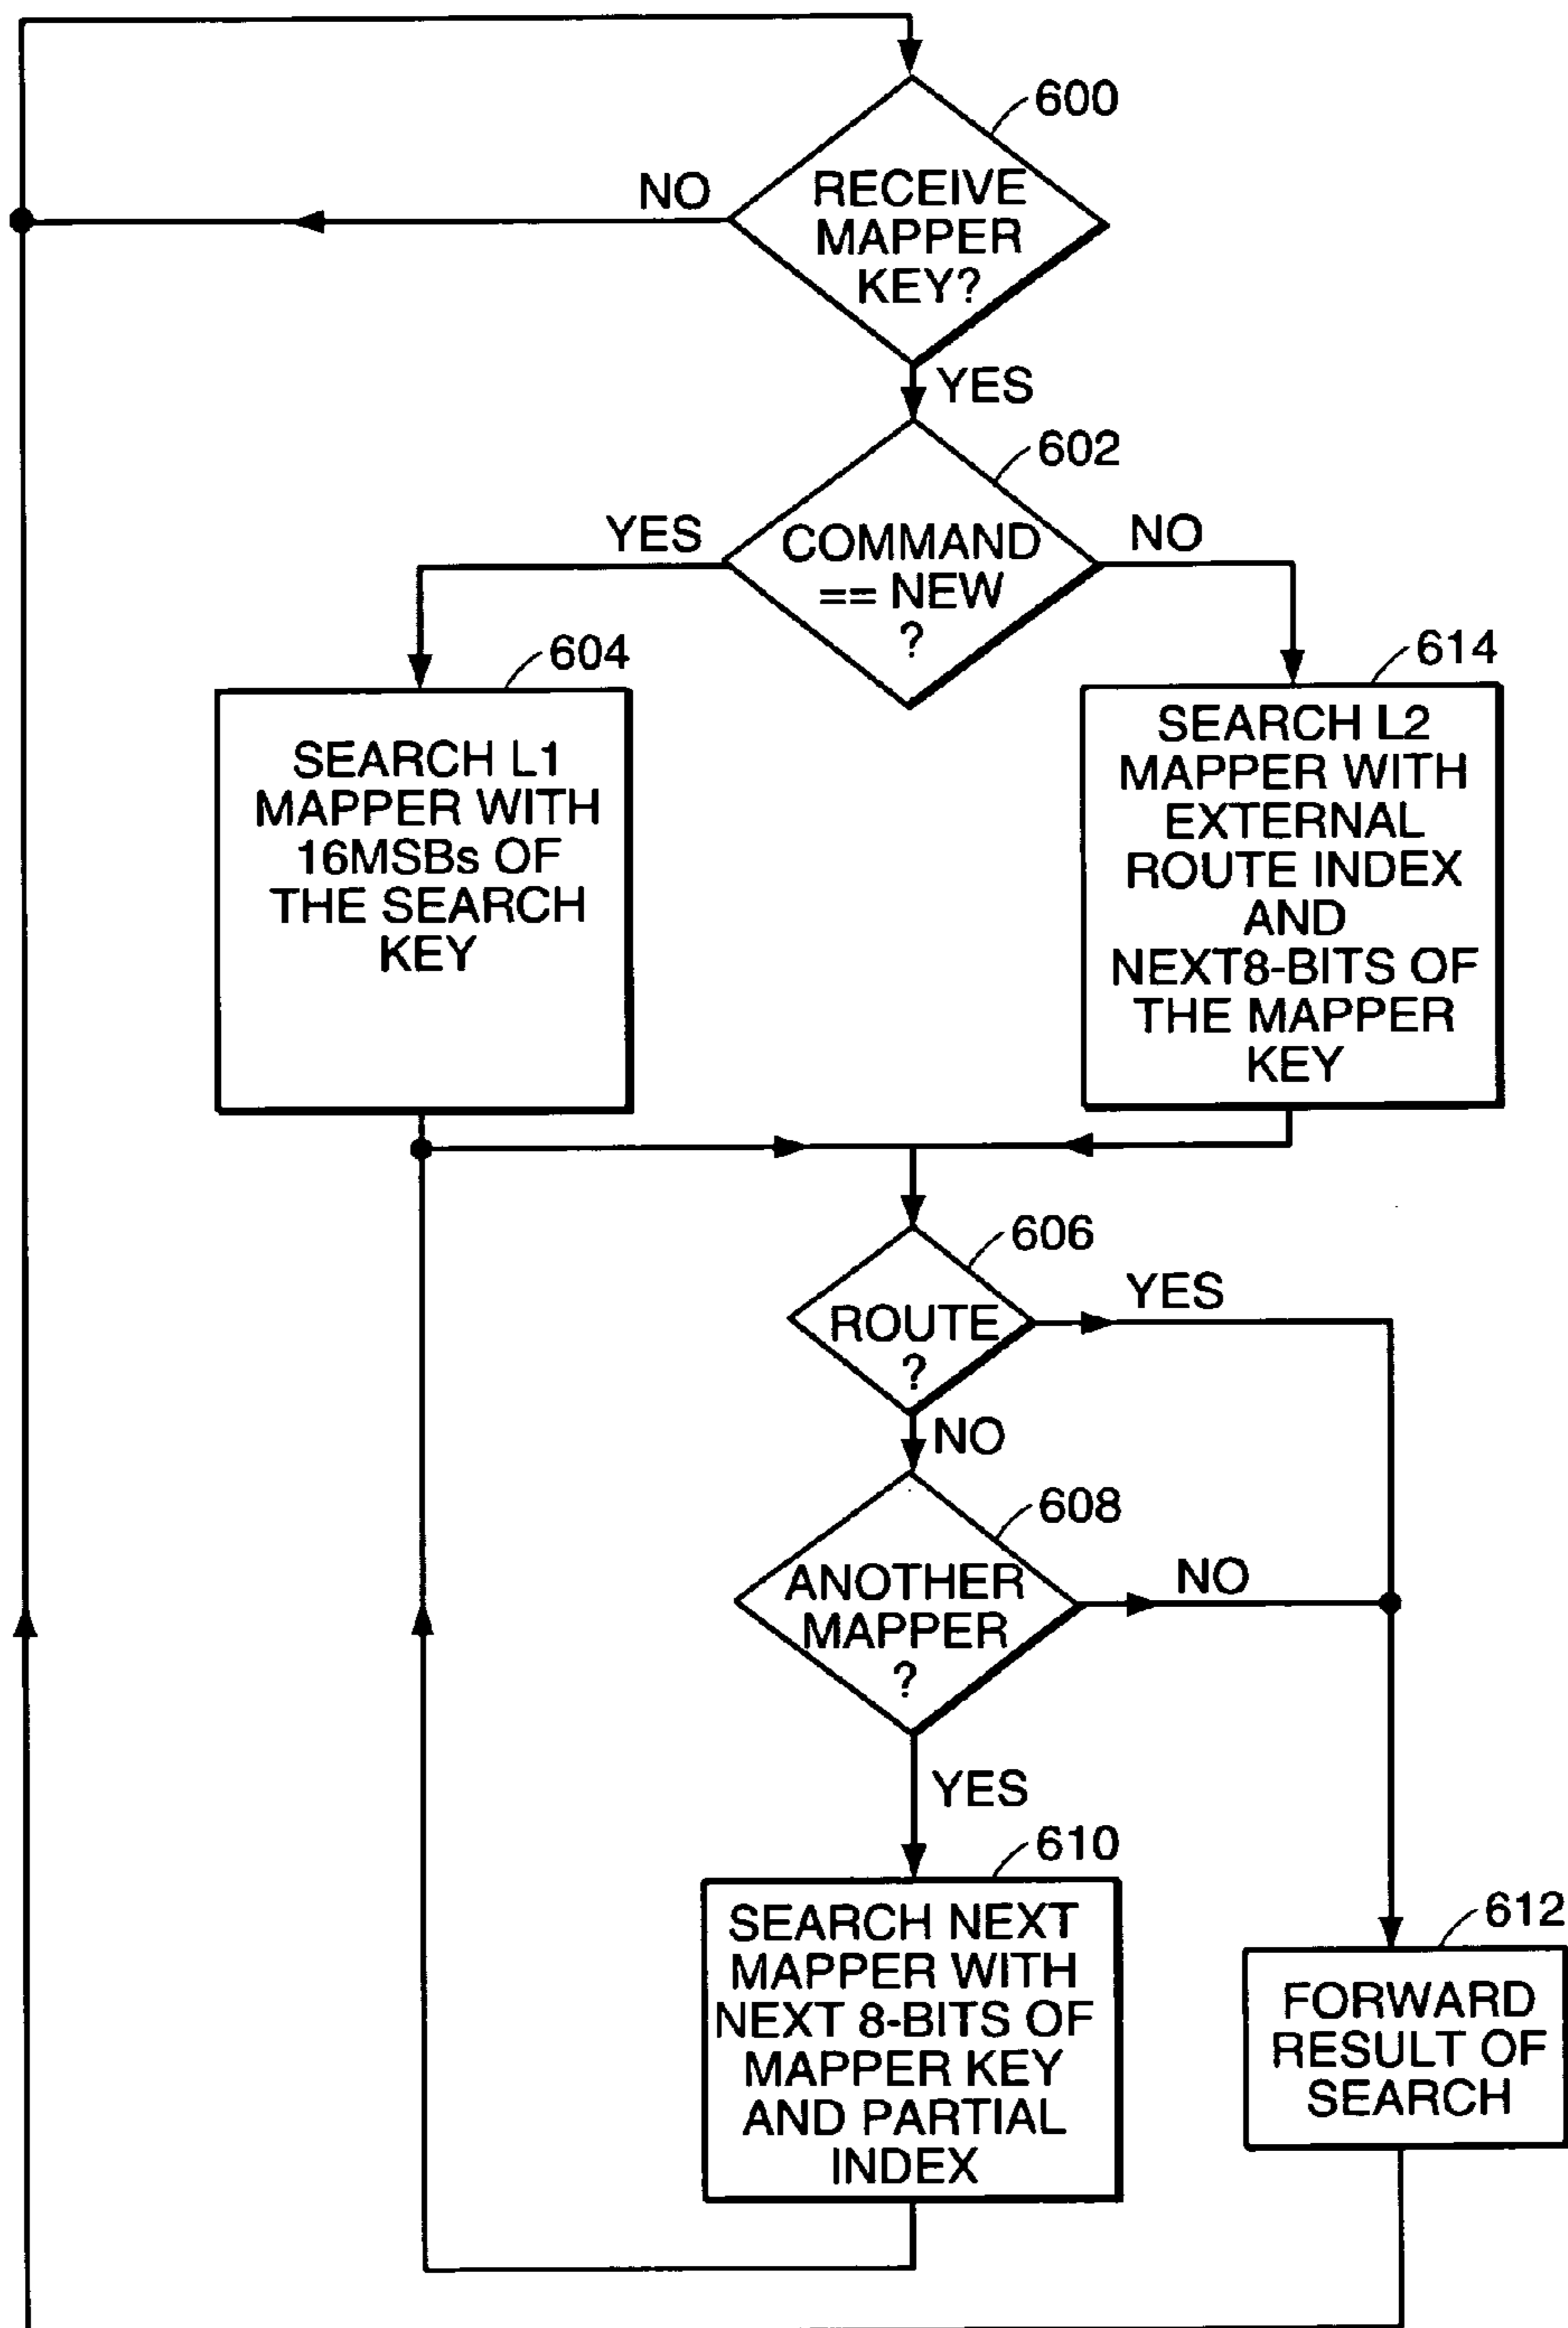 600
NO
RECEIVE
MAPPER
KEY?
YES
602
YES
COMMAND
== NEW
?
NO
604
614
SEARCH L1
MAPPER WITH
16MSBs OF
THE SEARCH
KEY
SEARCH L2
MAPPER WITH
EXTERNAL
ROUTE INDEX
AND
NEXT8-BITS OF
THE MAPPER
KEY
606
ROUTE
?
YES
NO
608
ANOTHER
MAPPER
?
NO
YES
610
SEARCH NEXT
MAPPER WITH
NEXT 8-BITS OF
MAPPER KEY
AND PARTIAL
INDEX
612
FORWARD
RESULT OF
SEARCH